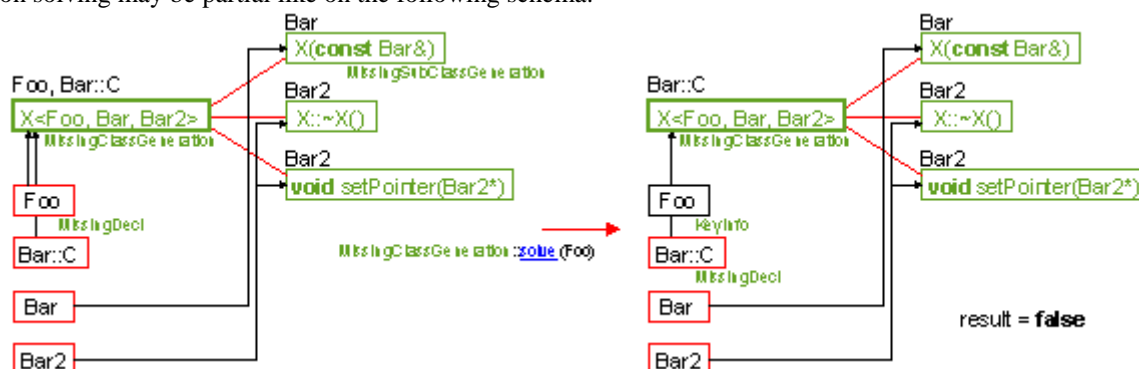 on solving may be partial like on the following schema:
Bar
X(const Bar&)
MissingSubClassGeneration
Foo, Bar::C
X<Foo, Bar, Bar2>
MissingClassGeneration
Bar2
X::~X()
Bar2
void setPointer(Bar2*)
Foo
MissingDecl
Bar::C
Bar
Bar2
MissingClassGeneration::solve (Foo)
Bar
X(const Bar&)
Bar::C
X<Foo, Bar, Bar2>
MissingClassGeneration
Bar2
X::~X()
Bar2
void setPointer(Bar2*)
Foo
KeyInfo
Bar::C
MissingDecl
Bar
Bar2
result = false